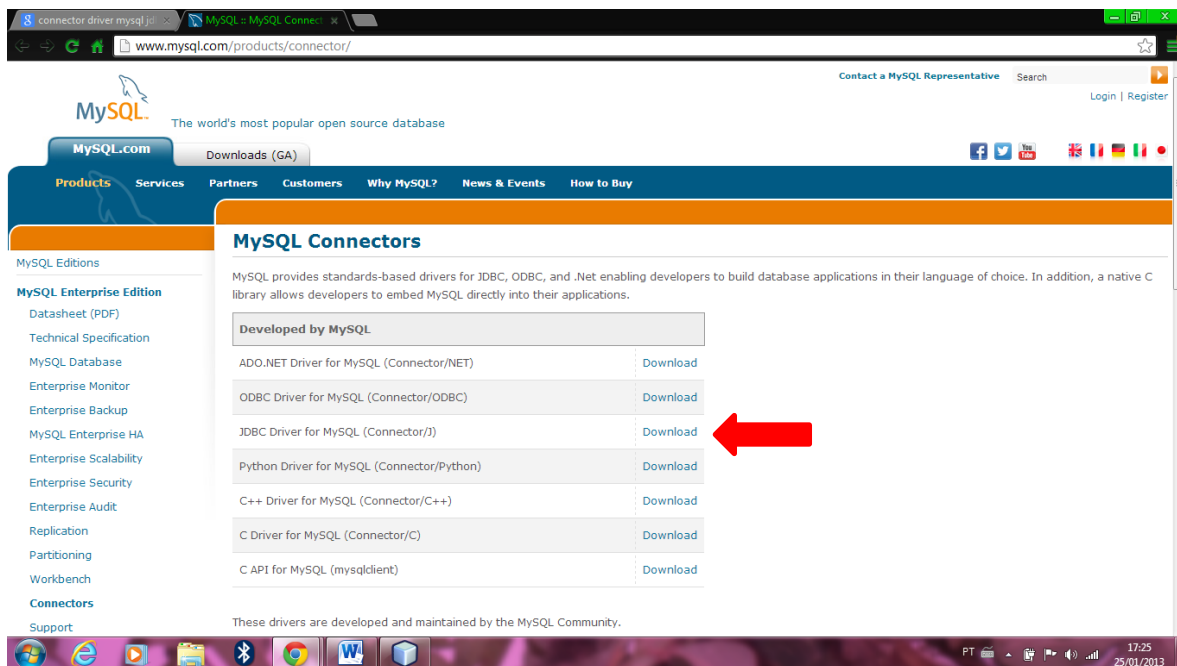 connector driver mysql jd
MySQL :: MySQL Connect
www.mysql.com/products/connector/
Contact a MySQL Representative
Search
Login | Register
MySQL
The world's most popular open source database
MySQL.com
Downloads (GA)
You
Tube
Products
Services
Partners
Customers
Why MySQL?
News & Events
How to Buy
MySQL Editions
MySQL Enterprise Edition
Datasheet (PDF)
Technical Specification
MySQL Database
Enterprise Monitor
Enterprise Backup
MySQL Enterprise HA
Enterprise Scalability
Enterprise Security
Enterprise Audit
Replication
Partitioning
Workbench
Connectors
Support
MySQL Connectors
MySQL provides standards-based drivers for JDBC, ODBC, and .Net enabling developers to build database applications in their language of choice. In addition, a native C
library allows developers to embed MySQL directly into their applications.
Developed by MySQL
ADO.NET Driver for MySQL (Connector/NET) Download
ODBC Driver for MySQL (Connector/ODBC) Download
JDBC Driver for MySQL (Connector/J) Download
Python Driver for MySQL (Connector/Python) Download
C++ Driver for MySQL (Connector/C++) Download
C Driver for MySQL (Connector/C) Download
C API for MySQL (mysqlclient) Download
These drivers are developed and maintained by the MySQL Community.
PT
17:25
25/01/2013